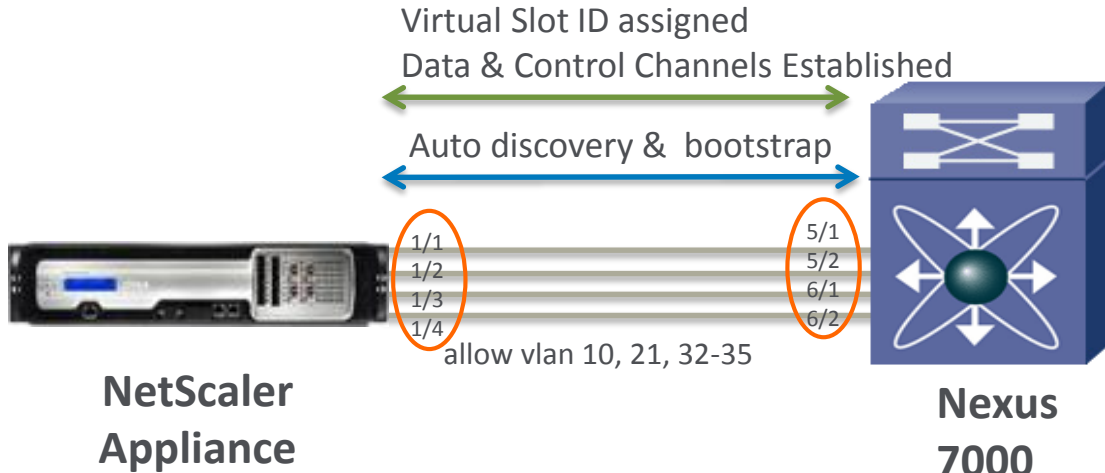 Virtual Slot ID assigned
Data & Control Channels Established
Auto discovery & bootstrap
1/1
1/2
1/3
1/4
5/1
5/2
6/1
6/2
allow vlan 10, 21, 32-35
NetScaler
Appliance
Nexus
7000